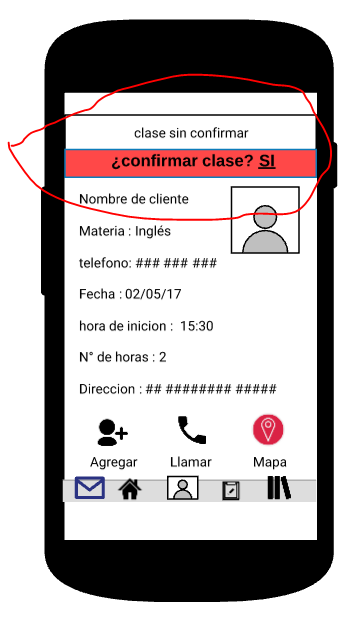 clase sin confirmar
¿confirmar clase? SI
Nombre de cliente
Materia : Inglés
telefono: ### ### ###
Fecha : 02/05/17
hora de inicion : 15:30
N° de horas : 2
Direccion : ## ######## #####
Agregar Llamar Mapa